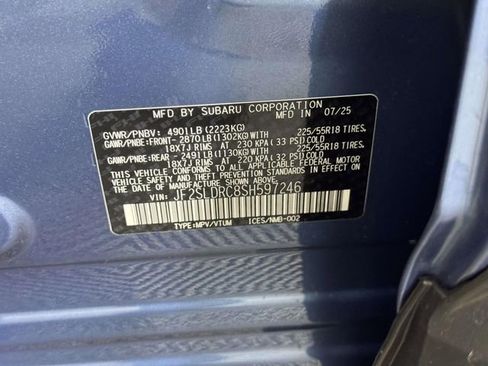 MFD. BY SUBARU CORPORATION
MADE IN JAPAN 07/25
GVWR/PNBV: 4901LB (2223KG)
GAWR/PNBE:FRONT- 2870LB(1302KG)WITH 225/55R18 TIRES,
18X7J RIMS AT 230 KPA (33 PSI) COLD
GAWR/PNBE:REAR -2491LB(1130KG)WITH 225/55R18 TIRES,
18X7J RIMS AT 220 KPA (32 PSI) COLD
THIS VEHICLE CONFORMS TO ALL APPLICABLE FEDERAL MOTOR
VEHICLE SAFETY, BUMPER, AND THEFT PREVENTION STANDARDS IN EFFECT
ON THE DATE OF MANUFACTURE SHOWN ABOVE.
VIN: JF2SLDRC8SH597246
TYPE:MPV/VTUM ICES/NMB-002